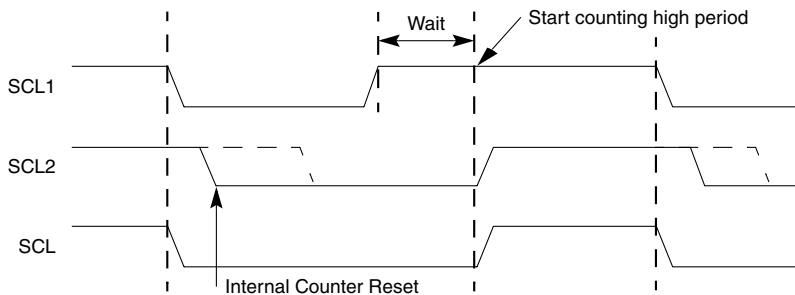 Wait
Start counting high period
SCL1
SCL2
SCL
Internal Counter Reset